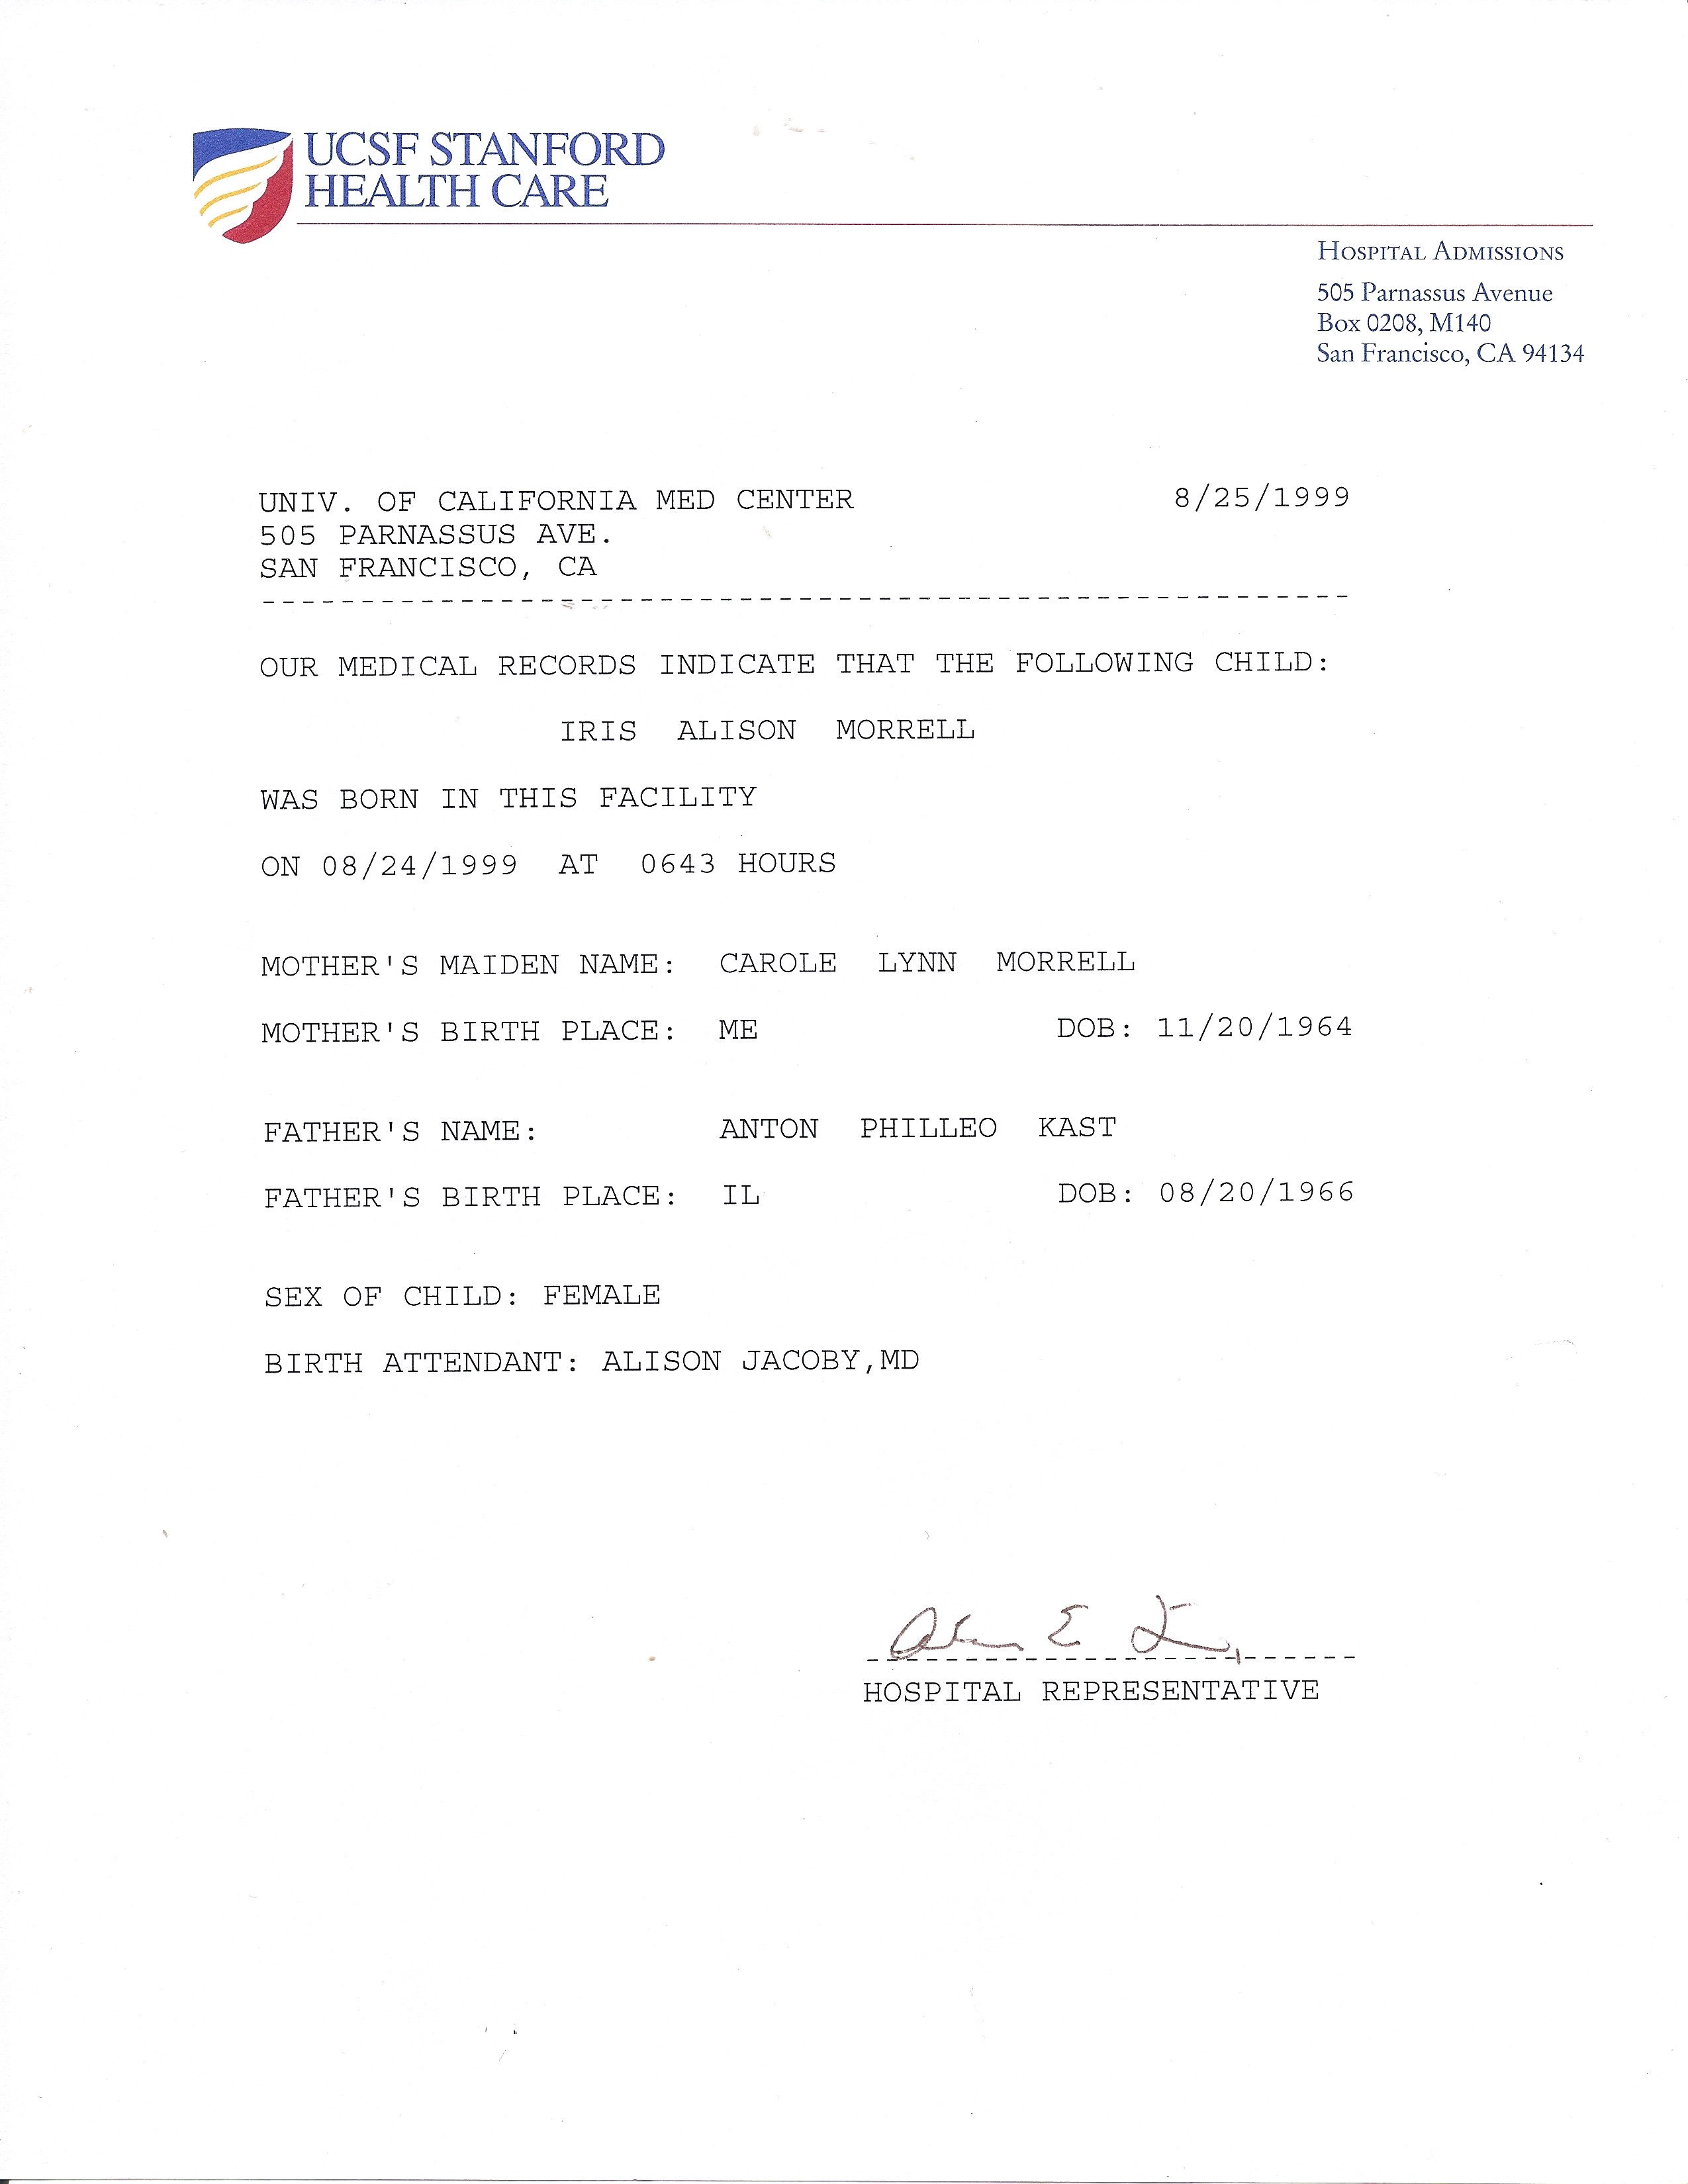 UCSF STANFORD
HEALTH CARE
HOSPITAL ADMISSIONS
505 Parnassus Avenue
Box 0208, M140
San Francisco, CA 94134
UNIV. OF CALIFORNIA MED CENTER 8/25/1999
505 PARNASSUS AVE.
SAN FRANCISCO, CA
OUR MEDICAL RECORDS INDICATE THAT THE FOLLOWING CHILD:
IRIS ALISON MORRELL
WAS BORN IN THIS FACILITY
ON 08/24/1999 AT 0643 HOURS
MOTHER'S MAIDEN NAME: CAROLE LYNN MORRELL
MOTHER'S BIRTH PLACE: ME DOB: 11/20/1964
FATHER'S NAME: ANTON PHILLEO KAST
FATHER'S BIRTH PLACE: IL DOB: 08/20/1966
SEX OF CHILD: FEMALE
BIRTH ATTENDANT: ALISON JACOBY,MD
HOSPITAL REPRESENTATIVE